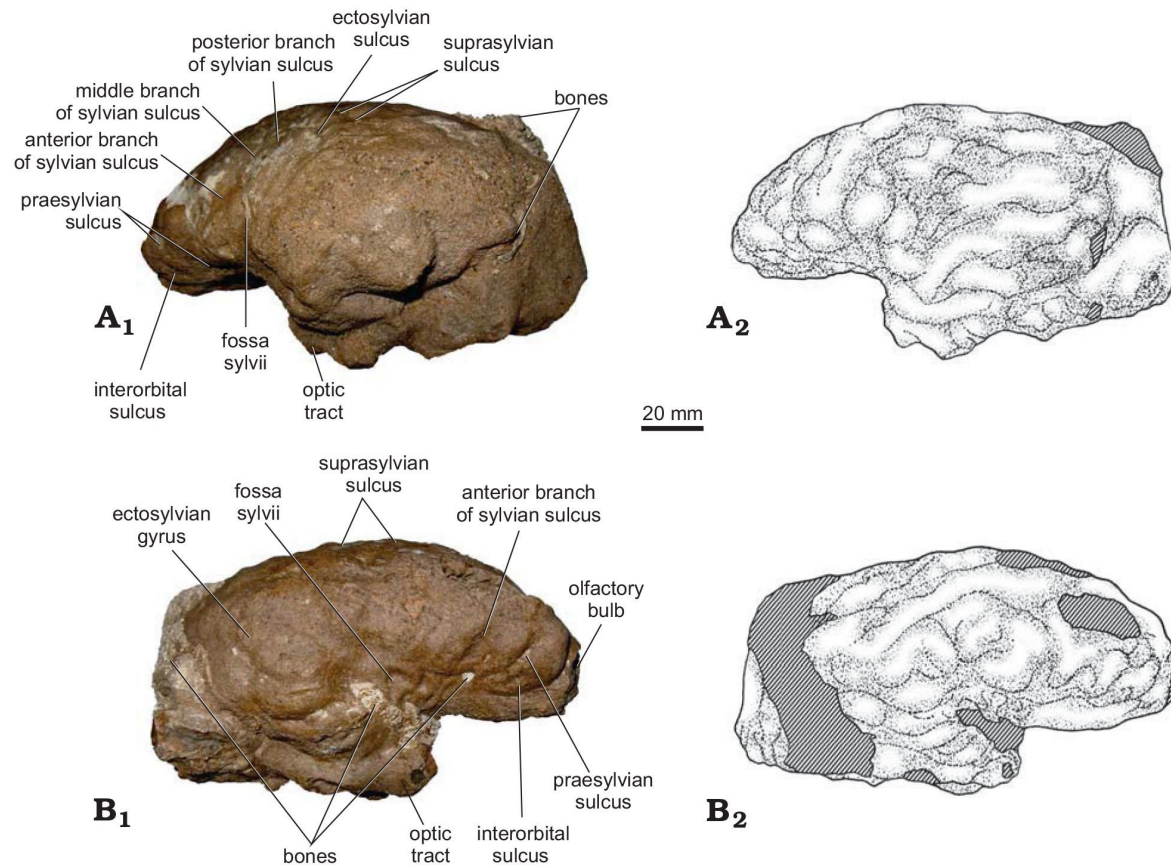 ectosylvian
sulcus
posterior branch
of sylvian sulcus
suprasylvian
sulcus
middle branch
of sylvian sulcus
bones
anterior branch
of sylvian sulcus
praesylvian
sulcus
A1
A2
fossa
sylvii
interorbital
sulcus
optic
tract
20 mm
suprasylvian
sulcus
fossa
sylvii
anterior branch
of sylvian sulcus
ectosylvian
gyrus
olfactory
bulb
praesylvian
sulcus
B1
B2
bones
optic
tract
interorbital
sulcus